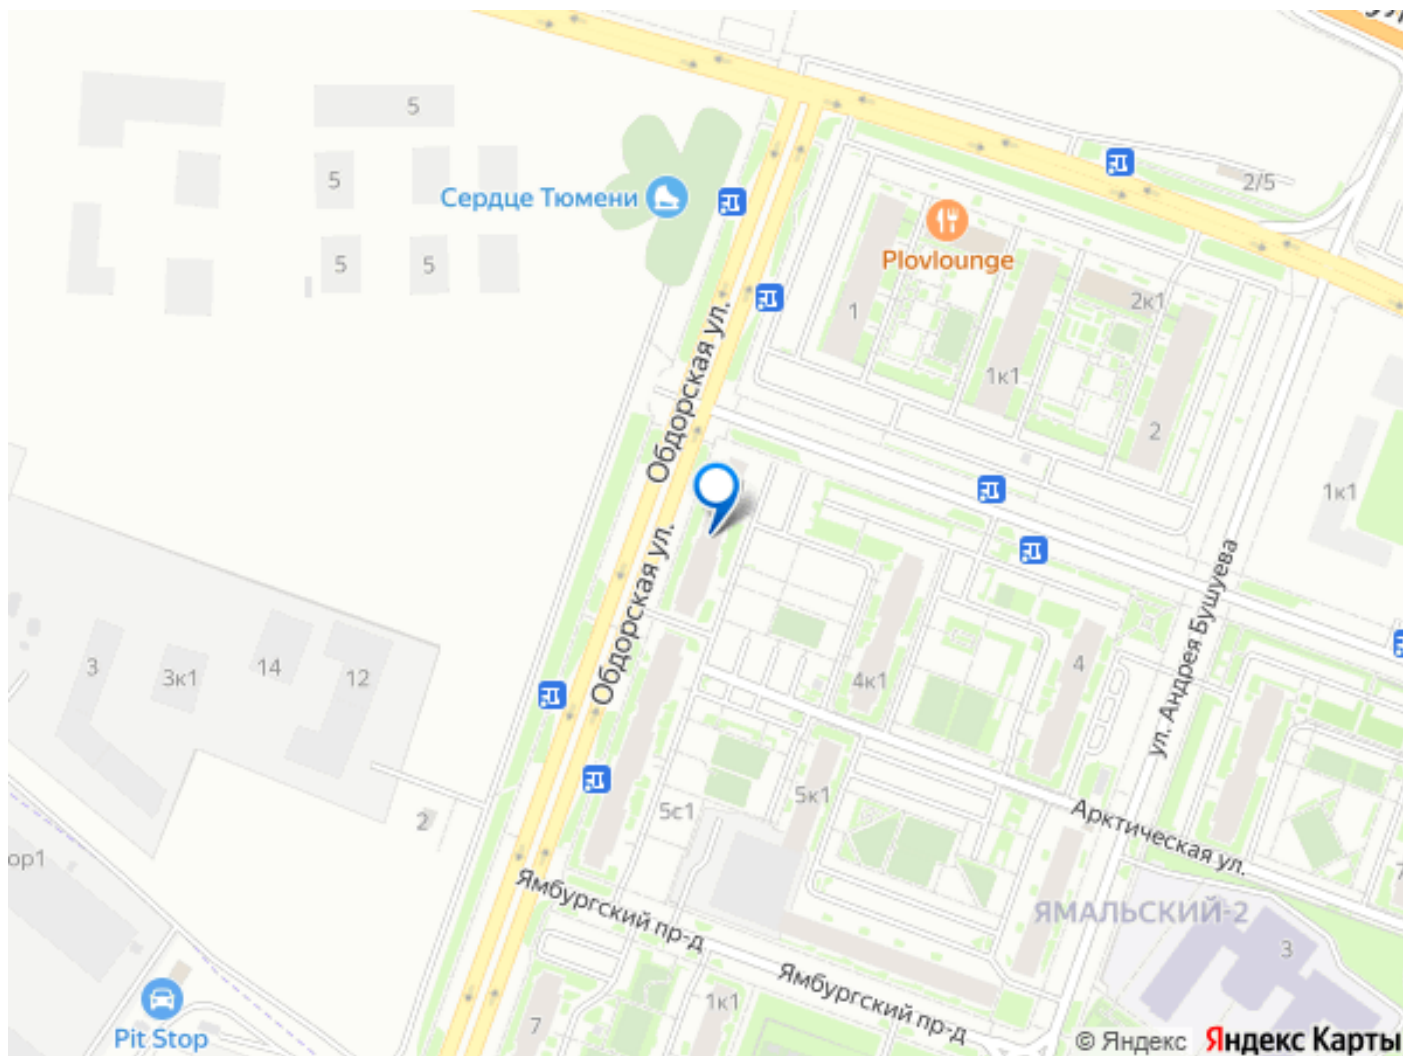 5
5
2/5
Сердце Тюмени
Plovlounge
5
5
2к1
1
Обдорская ул.
1к1
2
1к1
Обдорская ул.
ул. Андрея Бушуева
3
3к1
14
12
4к1
4
5к1
5с1
2
Арктическая ул.
ор1
Ямбургский пр-д
ЯМАЛЬСКИЙ-2
3
Ямбургский пр-д
1к1
7
Pit Stop
© Яндекс
Яндекс Карты